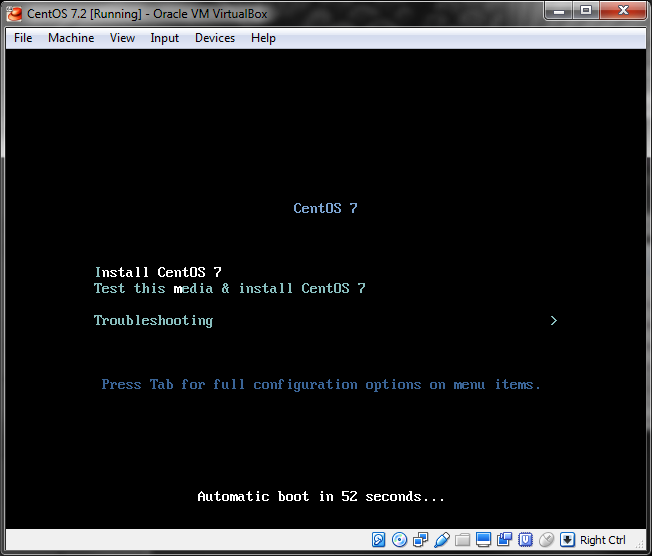 CentOS 7.2 [Running] - Oracle VM VirtualBox
File Machine View Input Devices Help
CentOS 7
Install CentOS 7
Test this media & install CentOS 7
Troubleshooting >
Press Tab for full configuration options on menu items.
Automatic boot in 52 seconds...
Right Ctrl